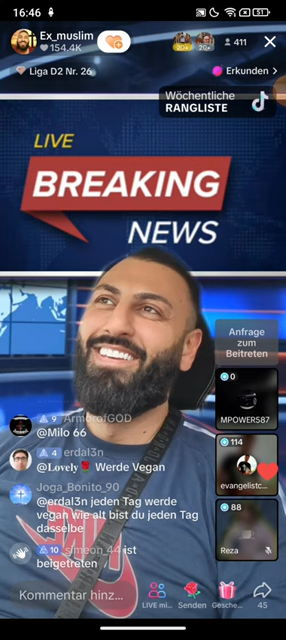 16:46
51
Ex_muslim
154.4K
20+
20+
411
Liga D2 Nr. 26
Erkunden >
Wöchentliche
RANGLISTE
LIVE
BREAKING
NEWS
Anfrage
zum
Beitreten
0
MPOWER587
9 ArmorofGOD
@Milo 66
114
evangelistc...
4 erdal3n
@𝐋𝐨𝐯𝐞𝐥𝐲🌹 Werde Vegan
Joga_Bonito_90
@erdal3n jeden Tag werde
vegan wie alt bist du jeden Tag
dasselbe
88
Reza
10 simeon_44 ist
beigetreten
Kommentar hinz...
LIVE mi...
Senden
Gesche...
45